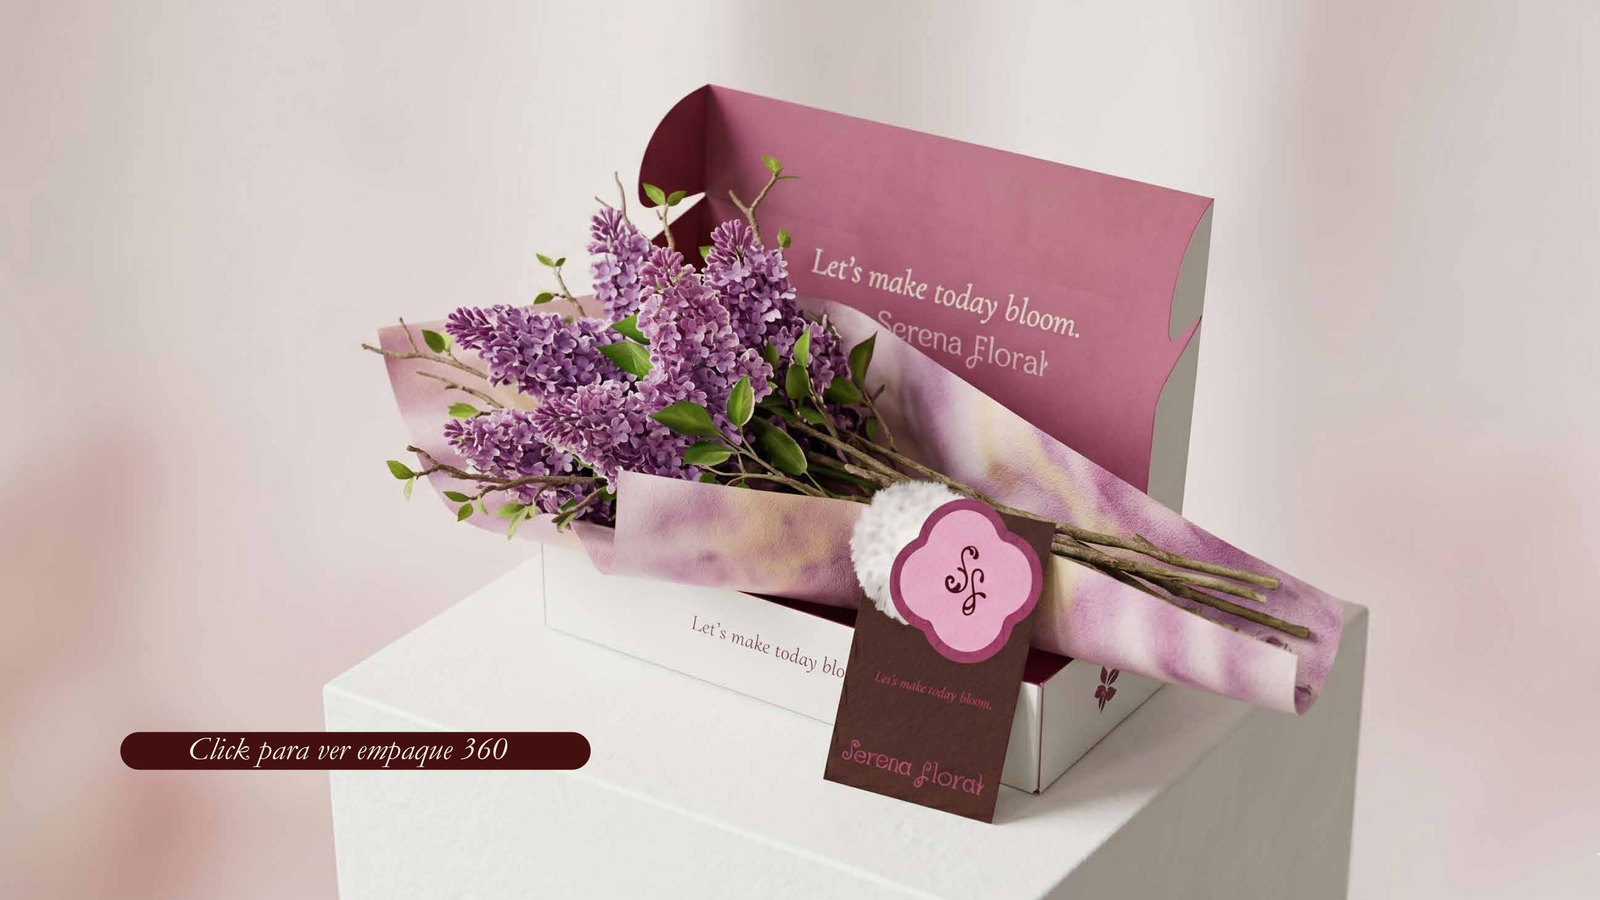 Let's make today bloom.
Serena Floral
Let's make today blo
Let's make today bloom.
Serena Floral
Click para ver empaque 360